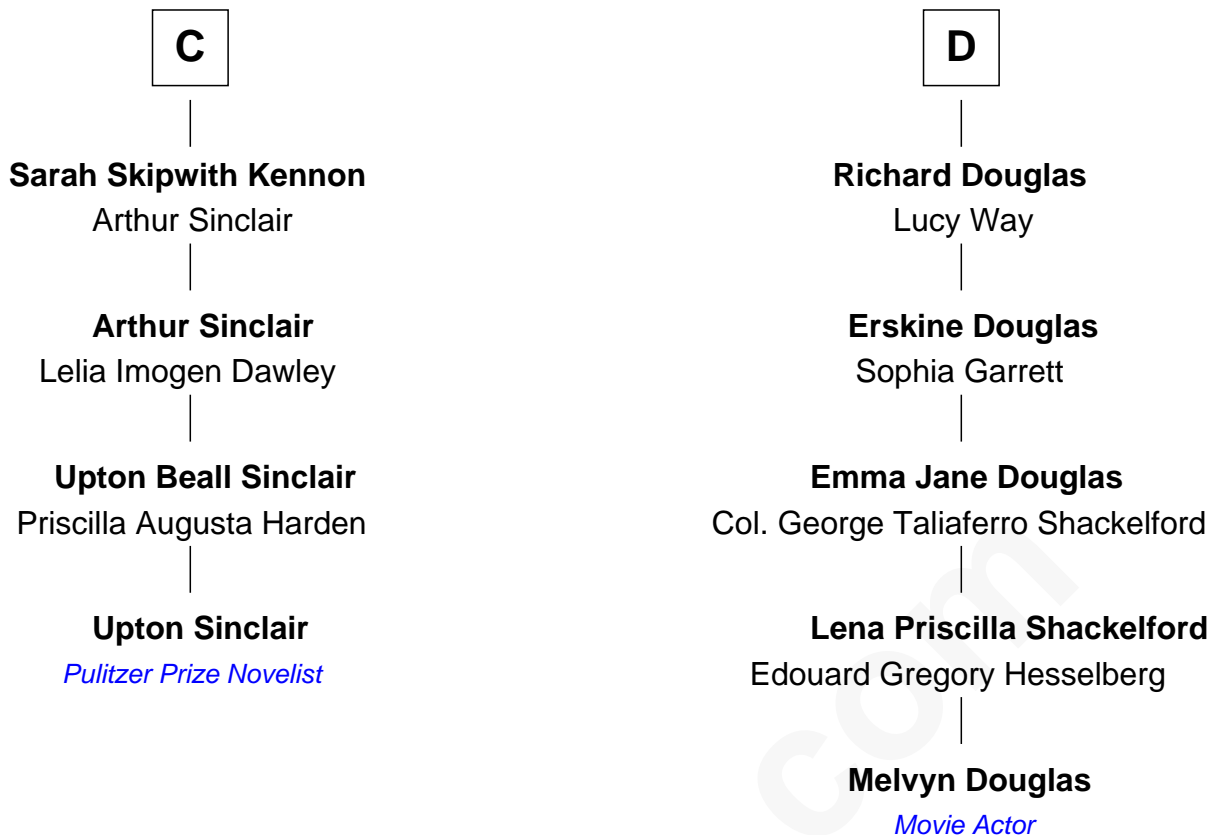 C
Sarah Skipwith Kennon
Arthur Sinclair
Arthur Sinclair
Lelia Imogen Dawley
Upton Beall Sinclair
Priscilla Augusta Harden
Upton Sinclair
Pulitzer Prize Novelist
D
Richard Douglas
Lucy Way
Erskine Douglas
Sophia Garrett
Emma Jane Douglas
Col. George Taliaferro Shackelford
Lena Priscilla Shackelford
Edouard Gregory Hesselberg
Melvyn Douglas
Movie Actor
com